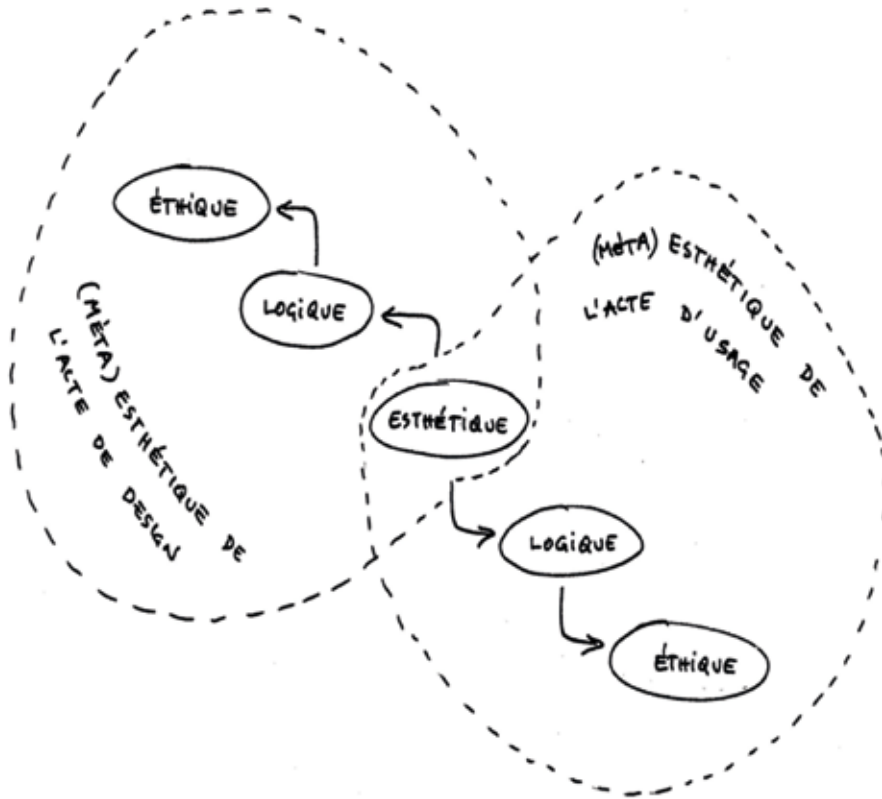 ÉTHIQUE
LOGIQUE
(MÉTA) ESTHÉTIQUE DE
L'ACTE DE DESIGN
ESTHÉTIQUE
(MÉTA) ESTHÉTIQUE DE
L'ACTE D'USAGE
LOGIQUE
ÉTHIQUE